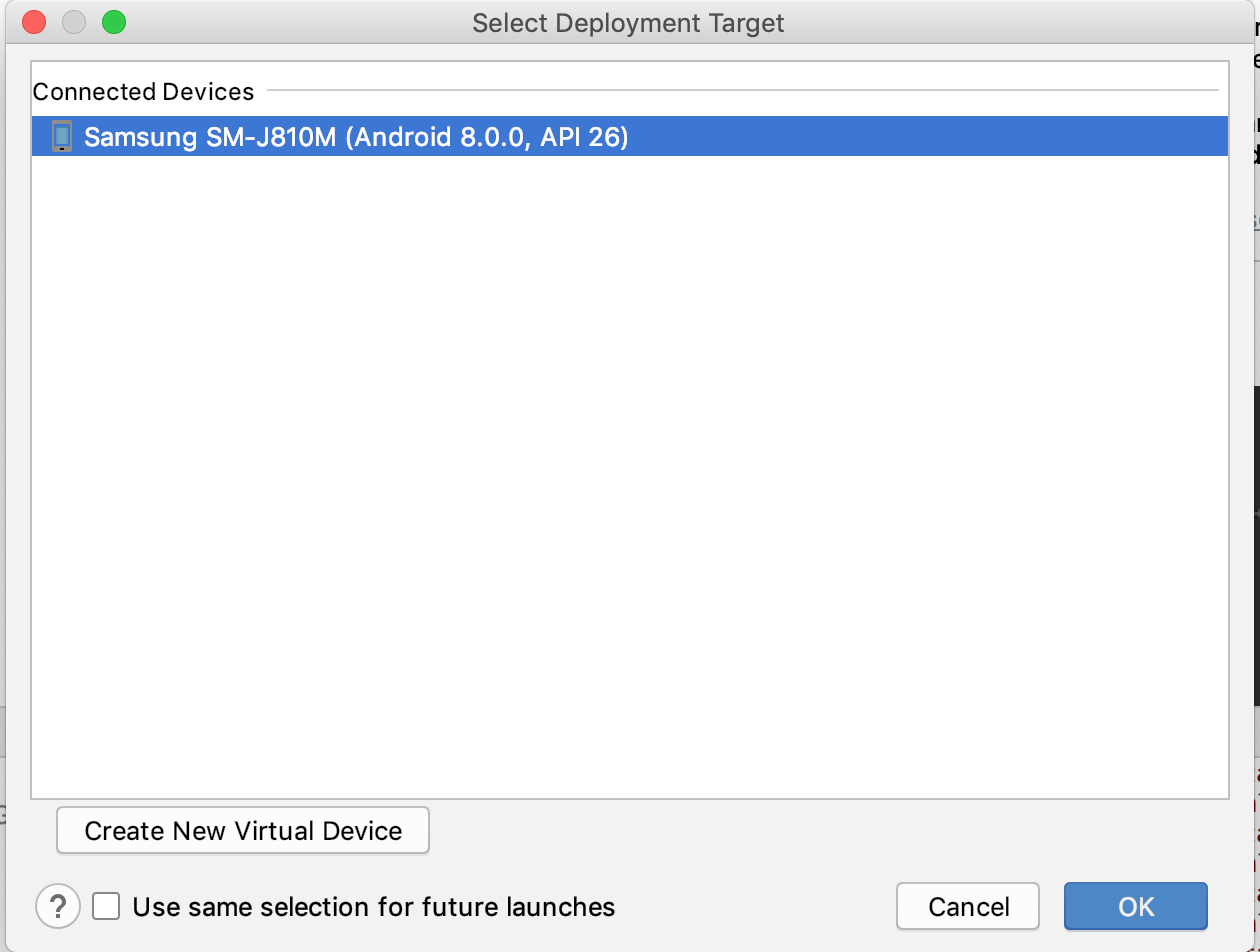 Select Deployment Target
Connected Devices
Samsung SM-J810M (Android 8.0.0, API 26)
Create New Virtual Device
? Use same selection for future launches Cancel OK